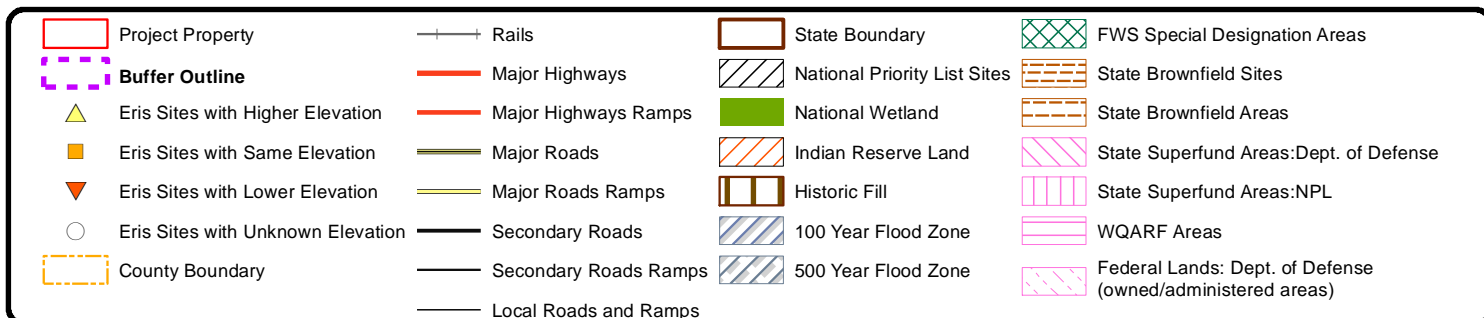 Project Property
Buffer Outline
Eris Sites with Higher Elevation
Eris Sites with Same Elevation
Eris Sites with Lower Elevation
Eris Sites with Unknown Elevation
County Boundary
Rails
Major Highways
Major Highways Ramps
Major Roads
Major Roads Ramps
Secondary Roads
Secondary Roads Ramps
Local Roads and Ramps
State Boundary
National Priority List Sites
National Wetland
Indian Reserve Land
Historic Fill
100 Year Flood Zone
500 Year Flood Zone
FWS Special Designation Areas
State Brownfield Sites
State Brownfield Areas
State Superfund Areas:Dept. of Defense
State Superfund Areas:NPL
WQARF Areas
Federal Lands: Dept. of Defense
(owned/administered areas)